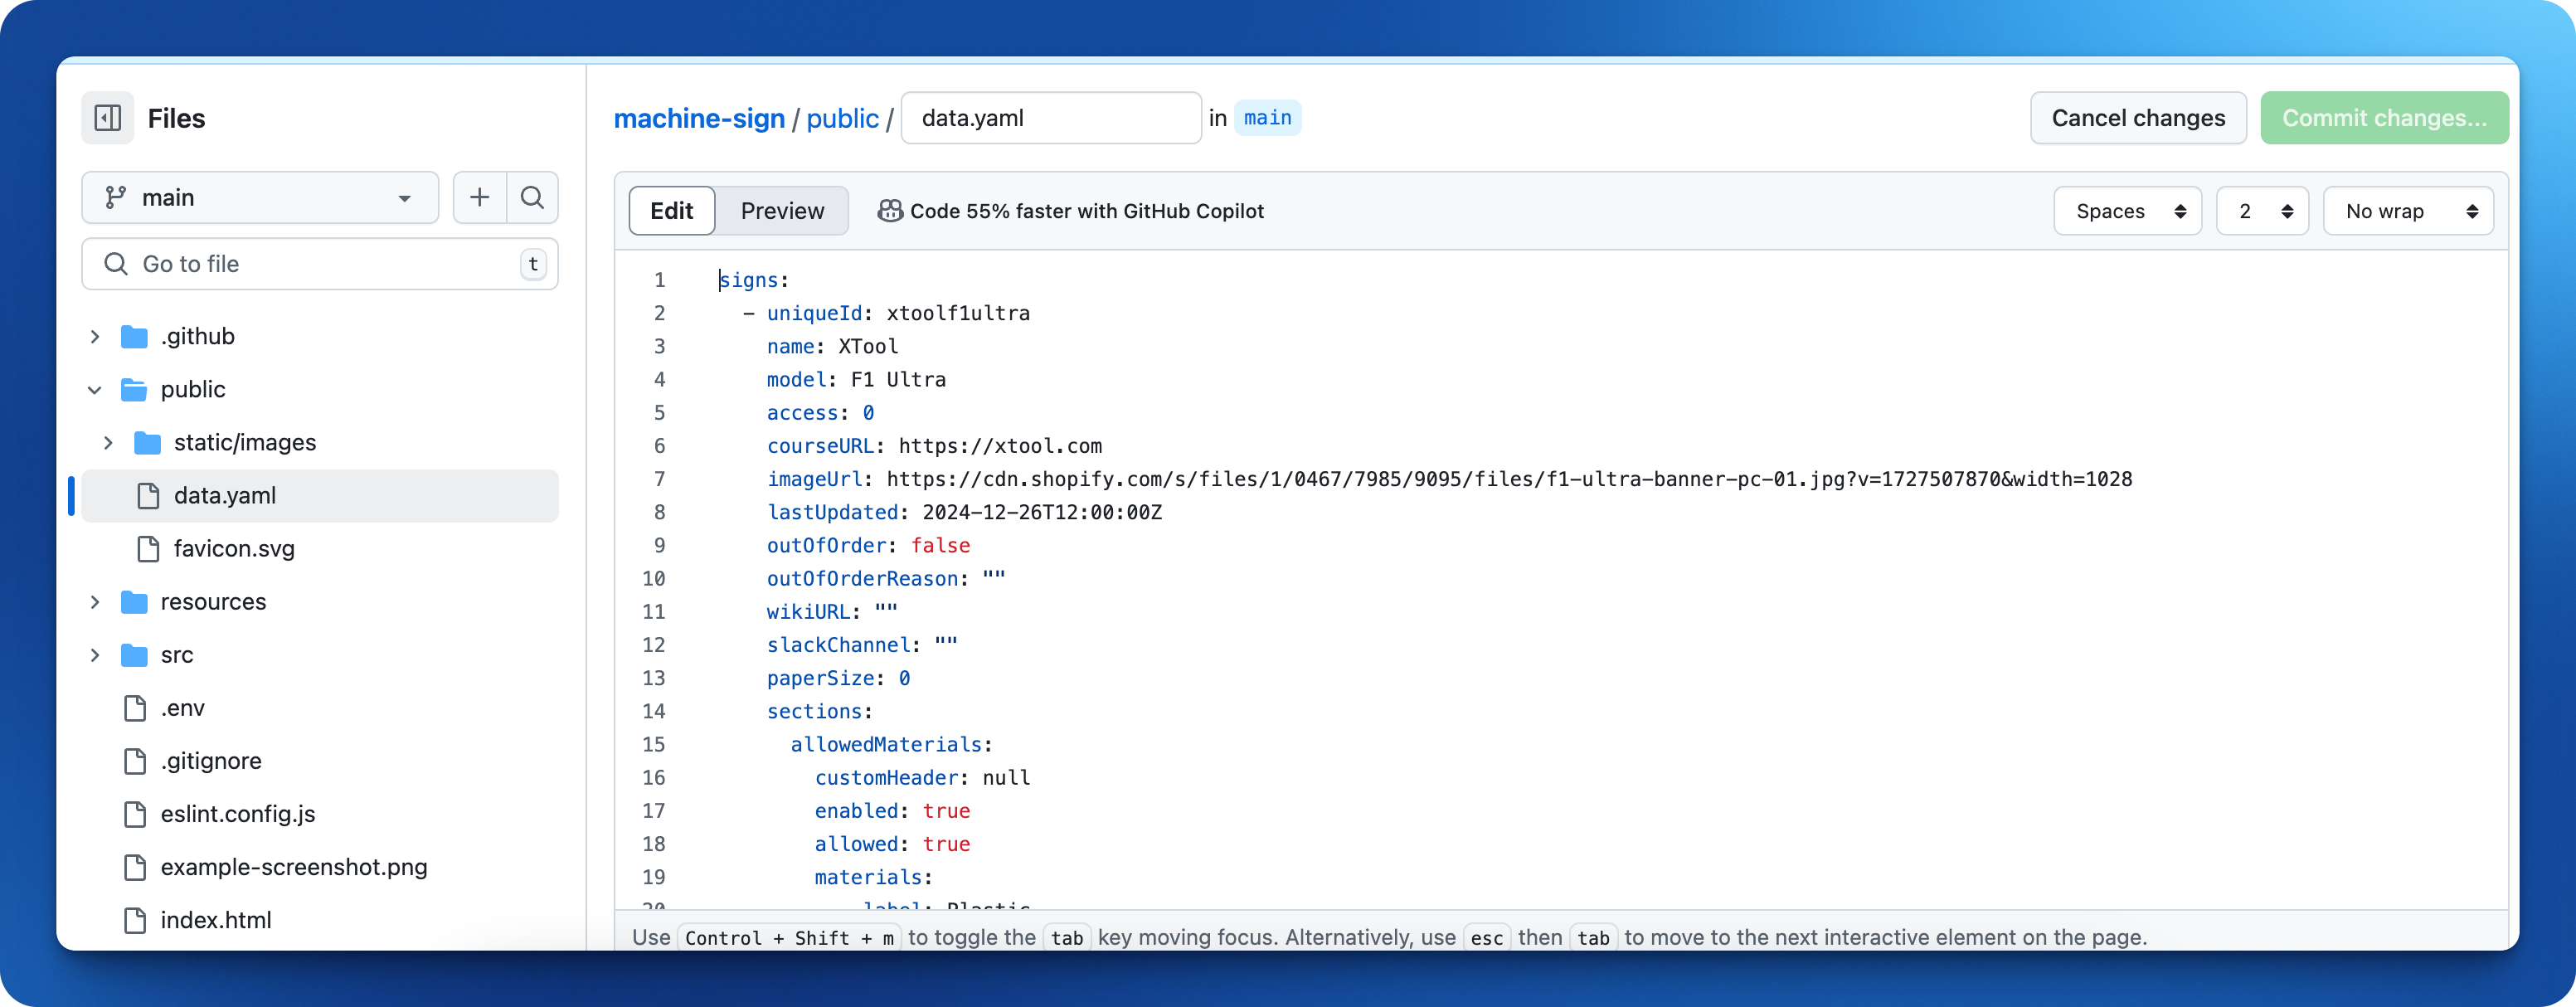 Files
main
Go to file t
.github
public
static/images
data.yaml
favicon.svg
resources
src
.env
.gitignore
eslint.config.js
example-screenshot.png
index.html
machine-sign / public / data.yaml in main
Cancel changes Commit changes...
Edit Preview Code 55% faster with GitHub Copilot Spaces 2 No wrap
1 signs:
2 - uniqueId: xtoolf1ultra
3 name: XTool
4 model: F1 Ultra
5 access: 0
6 courseURL: https://xtool.com
7 imageUrl: https://cdn.shopify.com/s/files/1/0467/7985/9095/files/f1-ultra-banner-pc-01.jpg?v=1727507870&width=1028
8 lastUpdated: 2024-12-26T12:00:00Z
9 outOfOrder: false
10 outOfOrderReason: ""
11 wikiURL: ""
12 slackChannel: ""
13 paperSize: 0
14 sections:
15 allowedMaterials:
16 customHeader: null
17 enabled: true
18 allowed: true
19 materials:
20 label: Plastic
Use Control + Shift + m to toggle the tab key moving focus. Alternatively, use esc then tab to move to the next interactive element on the page.